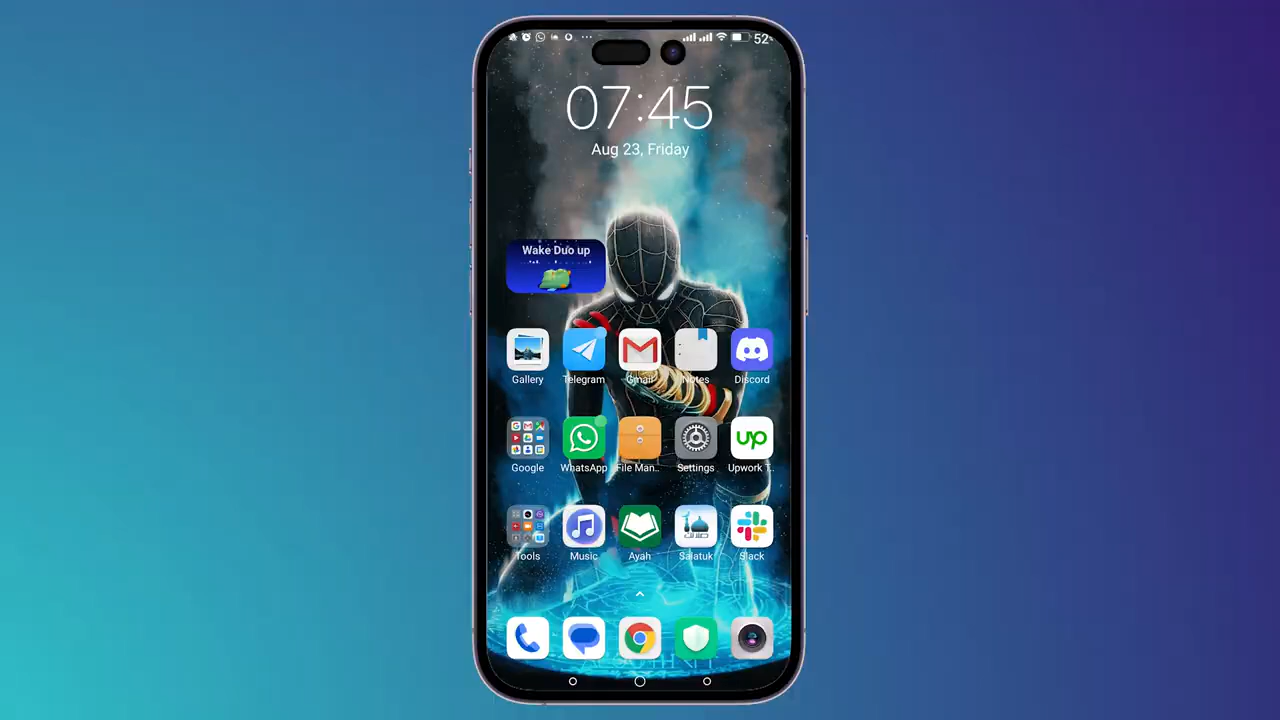 52%
07:45
Aug 23, Friday
Wake Duo up
Gallery
Telegram
Gmail
Notes
Discord
Google
WhatsApp
File Man..
Settings
Upwork T..
Tools
Music
Ayah
Salatuk
Slack